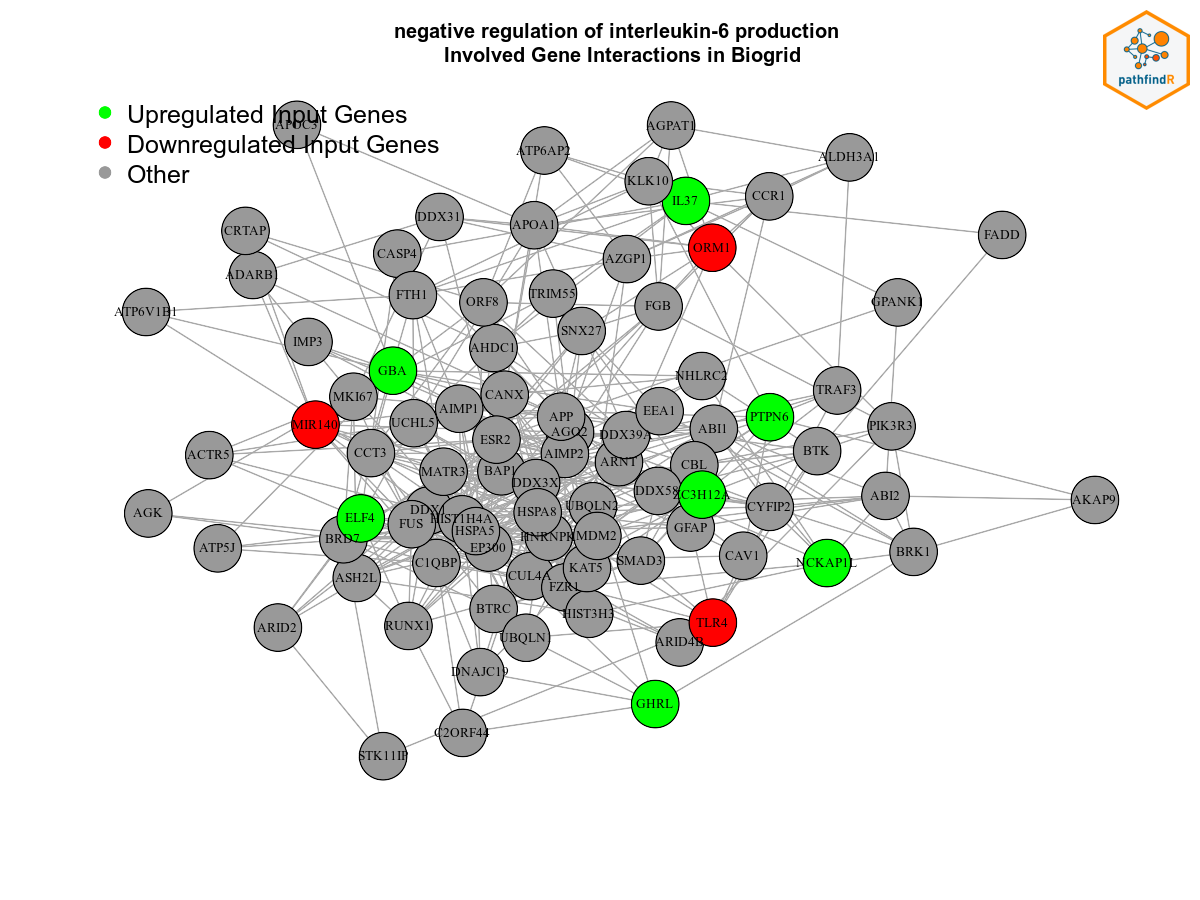 negative regulation of interleukin-6 production
Involved Gene Interactions in Biogrid
pathfindR
Upregulated Input Genes
Downregulated Input Genes
Other
APOC3
AGPAT1
ATP6AP2
ALDH3A1
KLK10
CCR1
IL37
DDX31
APOA1
CRTAP
FADD
ORM1
CASP4
AZGP1
ADARB
FTH1
TRIM55
ORF8
GPANK1
FGB
ATP6V1B1
SNX27
IMP3
AHDC1
GBA
NHLRC2
TRAF3
CANX
MKI67
AIMP1
EEA1
APP
PTPN6
UCHL5
MIR140
PIK3R3
ABI1
AGO2
DDX39A
ESR2
BTK
CCT3
ACTR5
AIMP2
ARNT
CBL
MATR3
BAP1
DDX3X
DDX58
ZC3H12A
ABI2
AKAP9
UBQLN2
CYFIP2
DDX1
HSPA8
AGK
ELF4
HIST1H4A
FUS
GFAP
HSPA5
HNRNPK
MDM2
BRD7
EP300
ATP5J
BRK1
CAV1
SMAD3
C1QBP
NCKAP1L
KAT5
CUL4A
ASH2L
FZR1
BTRC
HIST3H3
TLR4
RUNX1
ARID2
UBQLN
ARID4B
DNAJC19
GHRL
C2ORF44
STK11IP